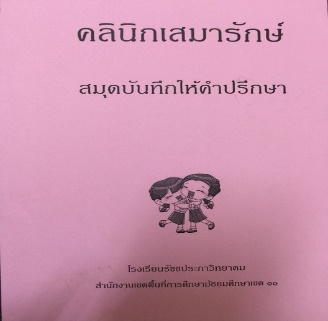 คลินิกเสมารักษ์
สมุดบันทึกให้คำปรึกษา
โรงเรียนรัชชประภาวิทยาคม
สำนักงานเขตพื้นที่การศึกษามัธยมศึกษาเขต ๑๑